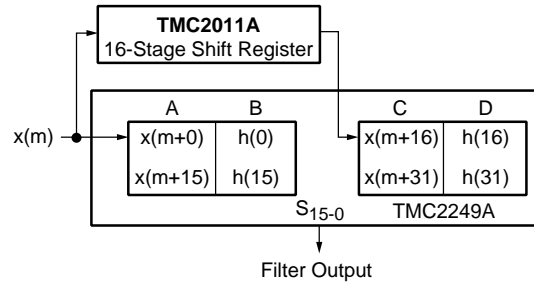 TMC2011A
16-Stage Shift Register
A B C D
x(m) x(m+0) h(0) x(m+16) h(16)
x(m+15) h(15) x(m+31) h(31)
S15-0 TMC2249A
Filter Output